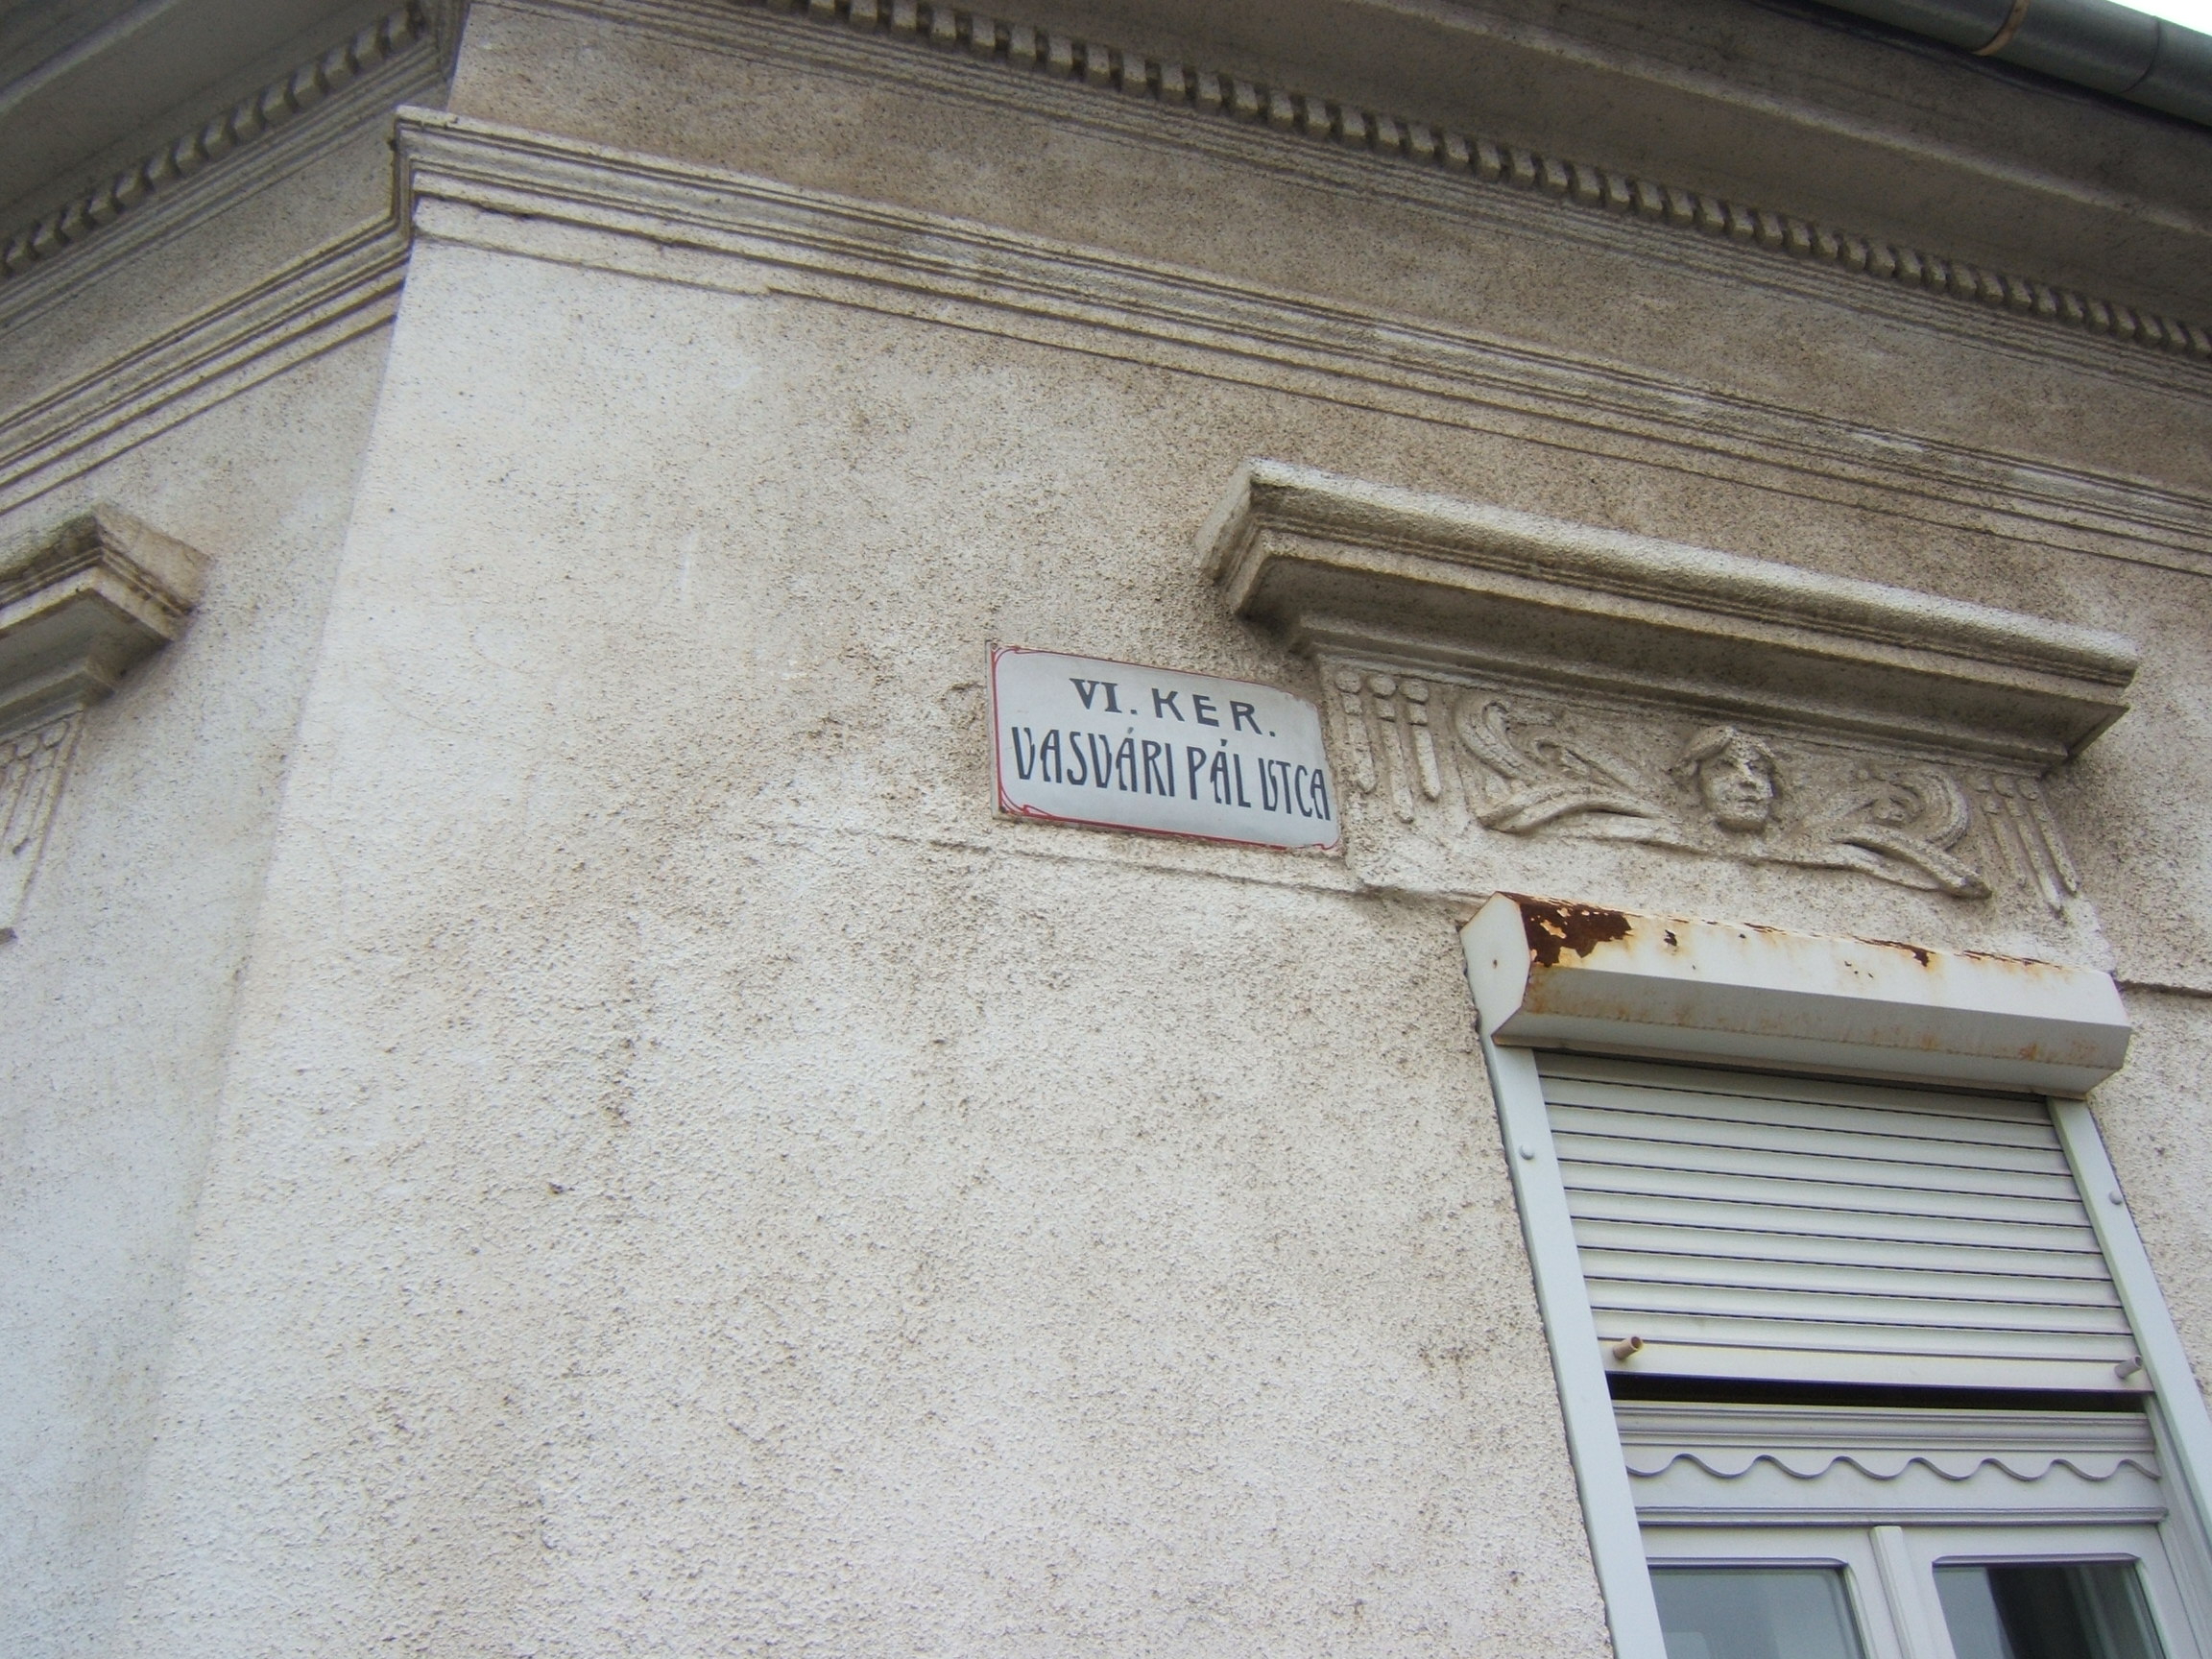 VI. KER.
VASVÁRI PÁL UTCA